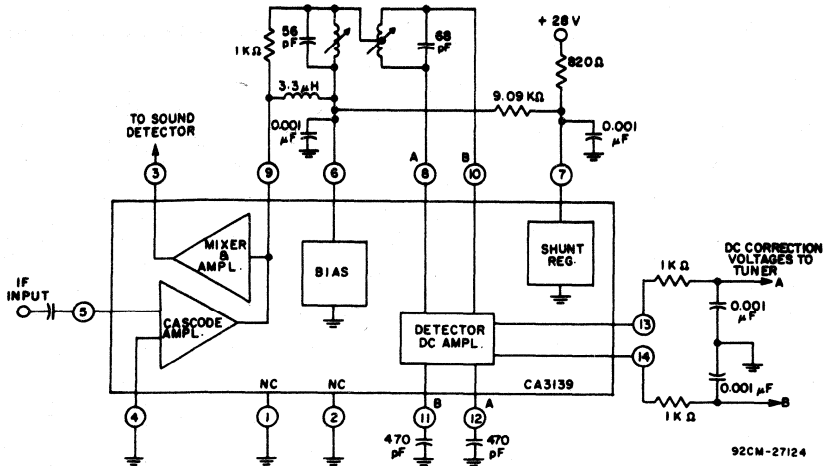 56
pF
68
pF
+ 28 V
1KΩ
820Ω
3.3μH
9.09 KΩ
TO SOUND
DETECTOR
0.001
μF
0.001
μF
A
B
3
9
6
8
10
7
MIXER
&
AMPL.
BIAS
SHUNT
REG.
DC CORRECTION
VOLTAGES TO
TUNER
1KΩ
A
IF
INPUT
5
CASCODE
AMPL.
DETECTOR
DC AMPL.
13
0.001
μF
14
NC
NC
CA3139
0.001 μF
B
4
1
2
B
A
11
12
1KΩ
470
pF
470
pF
92CM-27124